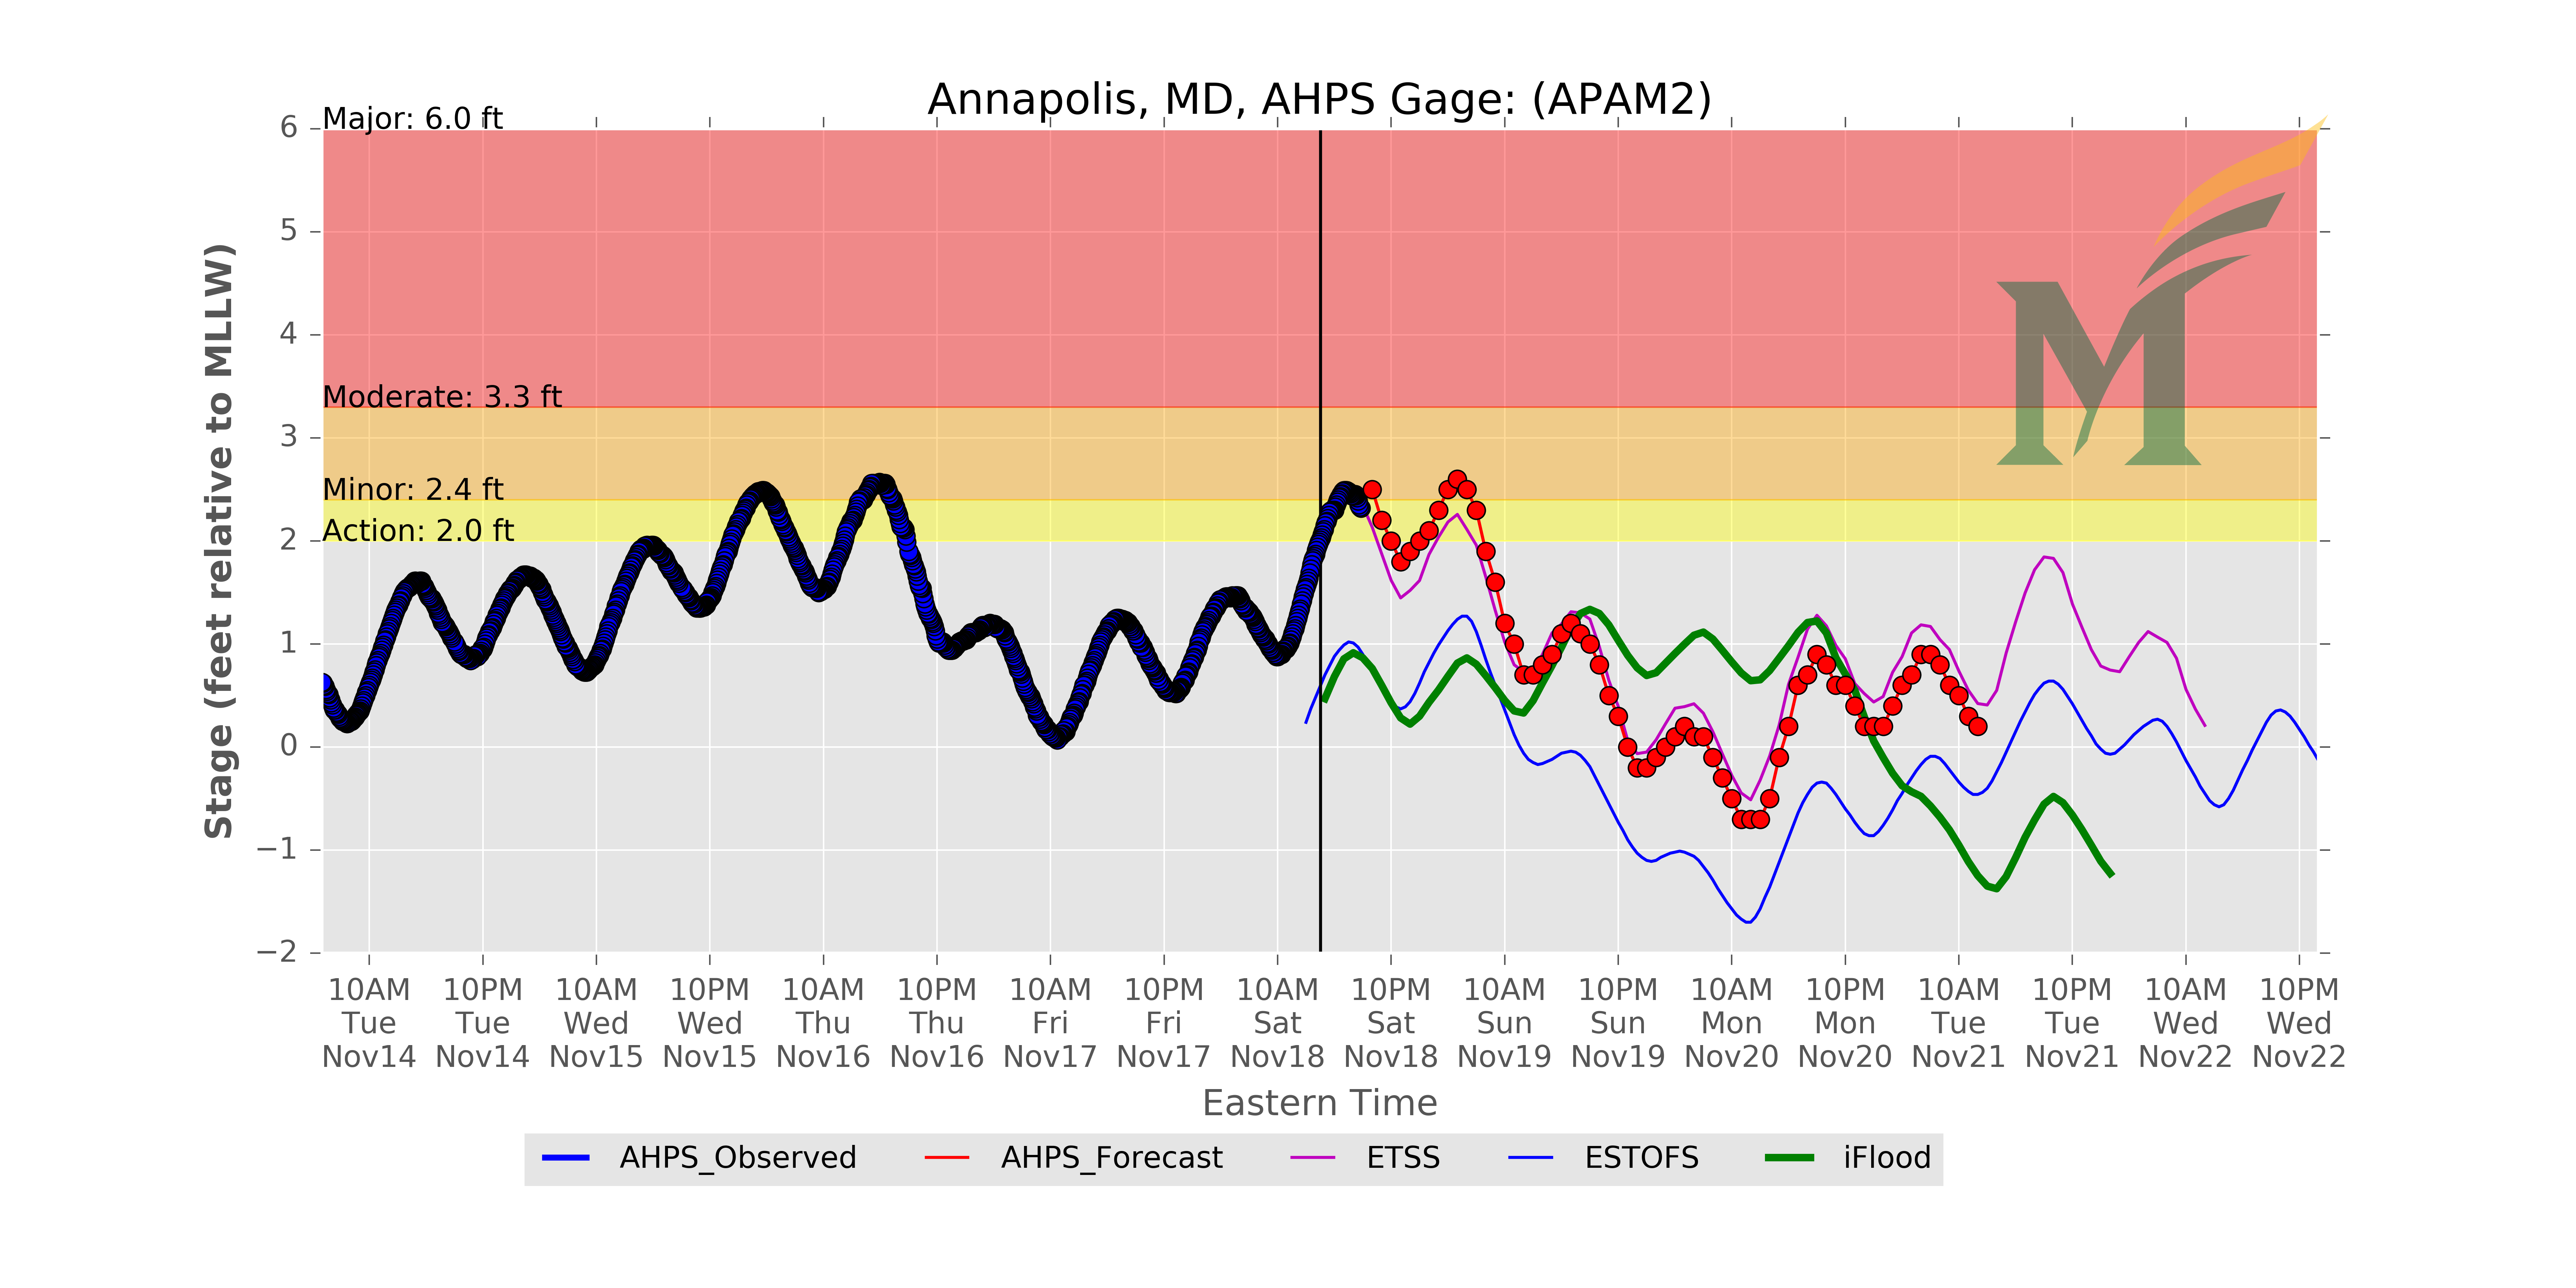 Annapolis, MD, AHPS Gage: (APAM2)
Major: 6.0 ft
Moderate: 3.3 ft
Minor: 2.4 ft
Action: 2.0 ft
Stage (feet relative to MLLW)
6
5
4
3
2
1
0
−1
−2
10AM 10PM 10AM 10PM 10AM 10PM 10AM 10PM 10AM 10PM 10AM 10PM 10AM 10PM 10AM 10PM 10AM 10PM
Tue Tue Wed Wed Thu Thu Fri Fri Sat Sat Sun Sun Mon Mon Tue Tue Wed Wed
Nov14 Nov14 Nov15 Nov15 Nov16 Nov16 Nov17 Nov17 Nov18 Nov18 Nov19 Nov19 Nov20 Nov20 Nov21 Nov21 Nov22 Nov22
Eastern Time
AHPS_Observed AHPS_Forecast ETSS ESTOFS iFlood
M